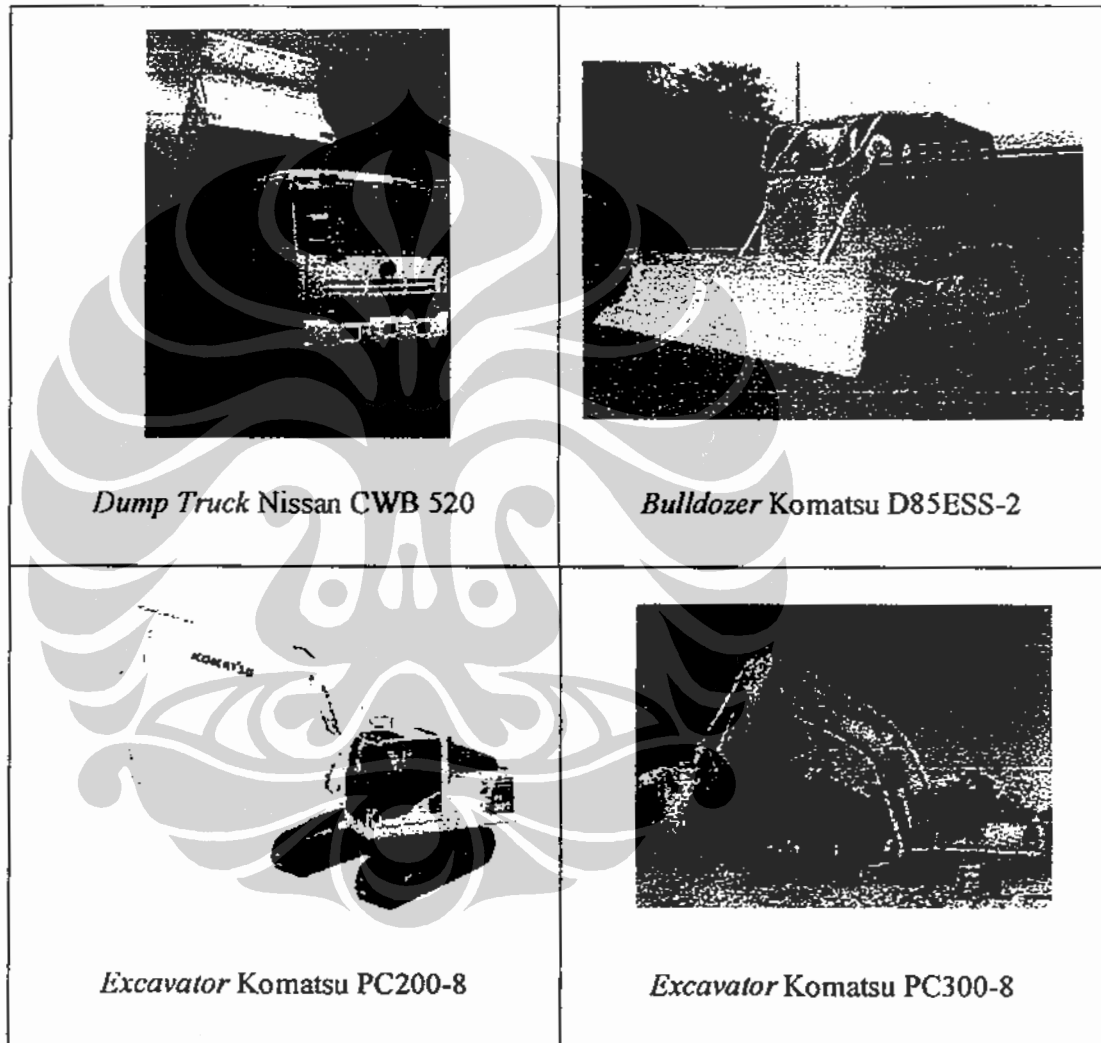 Dump Truck Nissan CWB 520
Bulldozer Komatsu D85ESS-2
KOMATSU
Excavator Komatsu PC200-8
Excavator Komatsu PC300-8